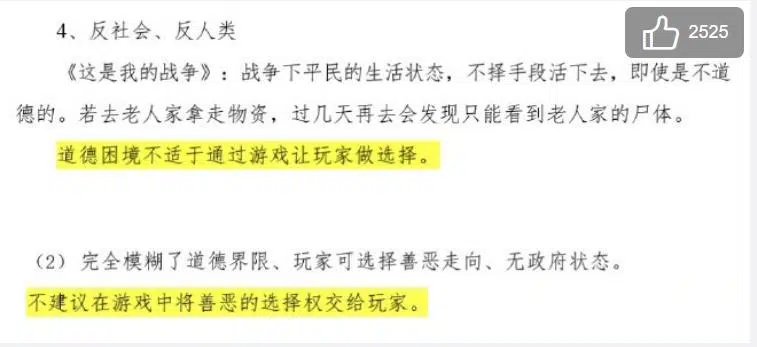 4、反社会、反人类
2525
《这是我的战争》：战争下平民的生活状态，不择手段活下去，即使是不道
德的。若去老人家拿走物资，过几天再去会发现只能看到老人家的尸体。
道德困境不适于通过游戏让玩家做选择。
（2）完全模糊了道德界限、玩家可选择善恶走向、无政府状态。
不建议在游戏中将善恶的选择权交给玩家。